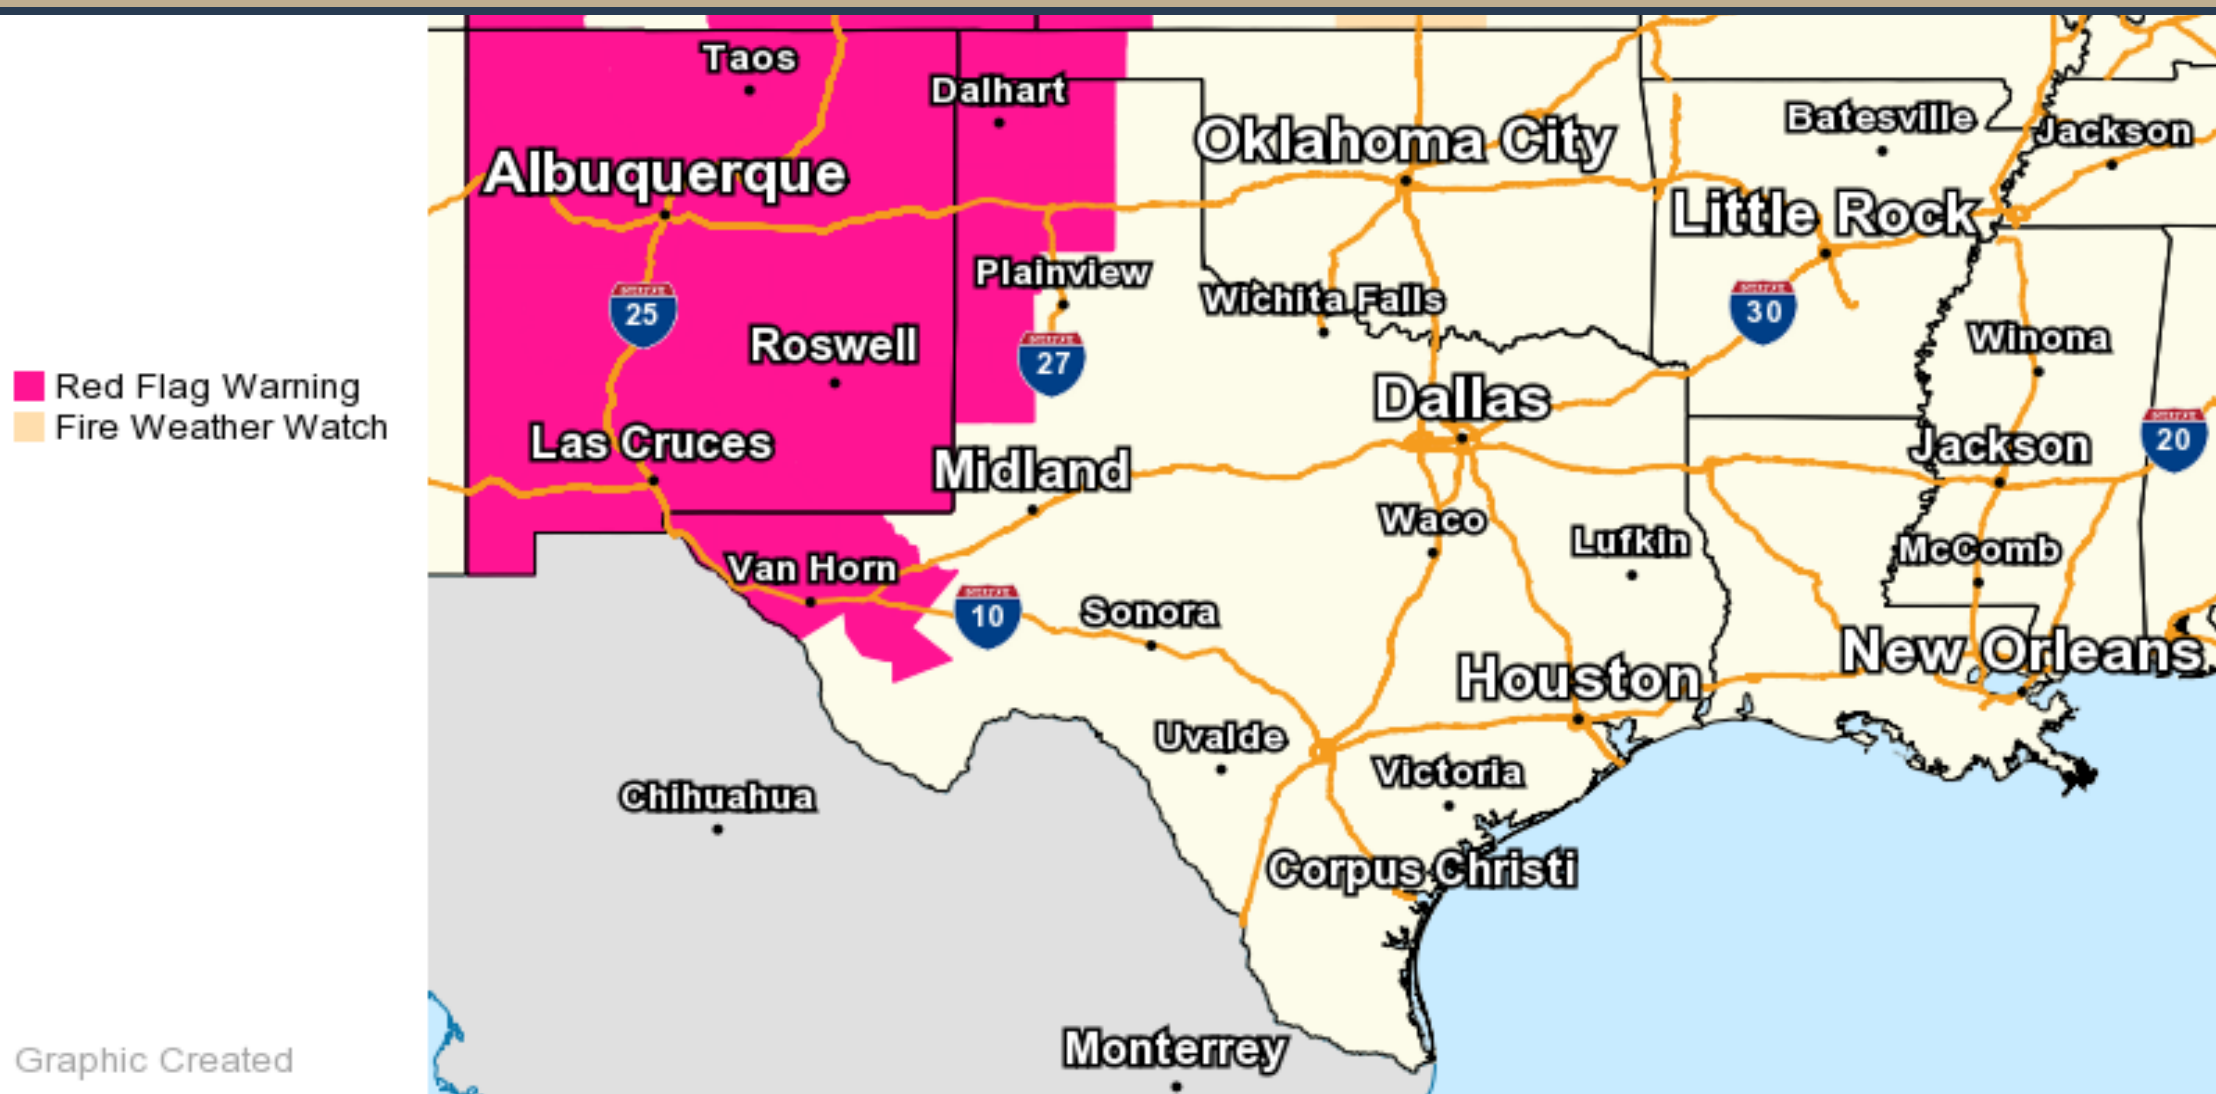 Taos
Dalhart
Batesville
Oklahoma City
Jackson
Albuquerque
Little Rock
Plainview
Wichita Falls
25
30
Winona
Roswell
27
Dallas
Red Flag Warning
Fire Weather Watch
Las Cruces
20
Jackson
Midland
Waco
Lufkin
McComb
Van Horn
10
Sonora
New Orleans
Houston
Uvalde
Victoria
Chihuahua
Corpus Christi
Monterrey
Graphic Created